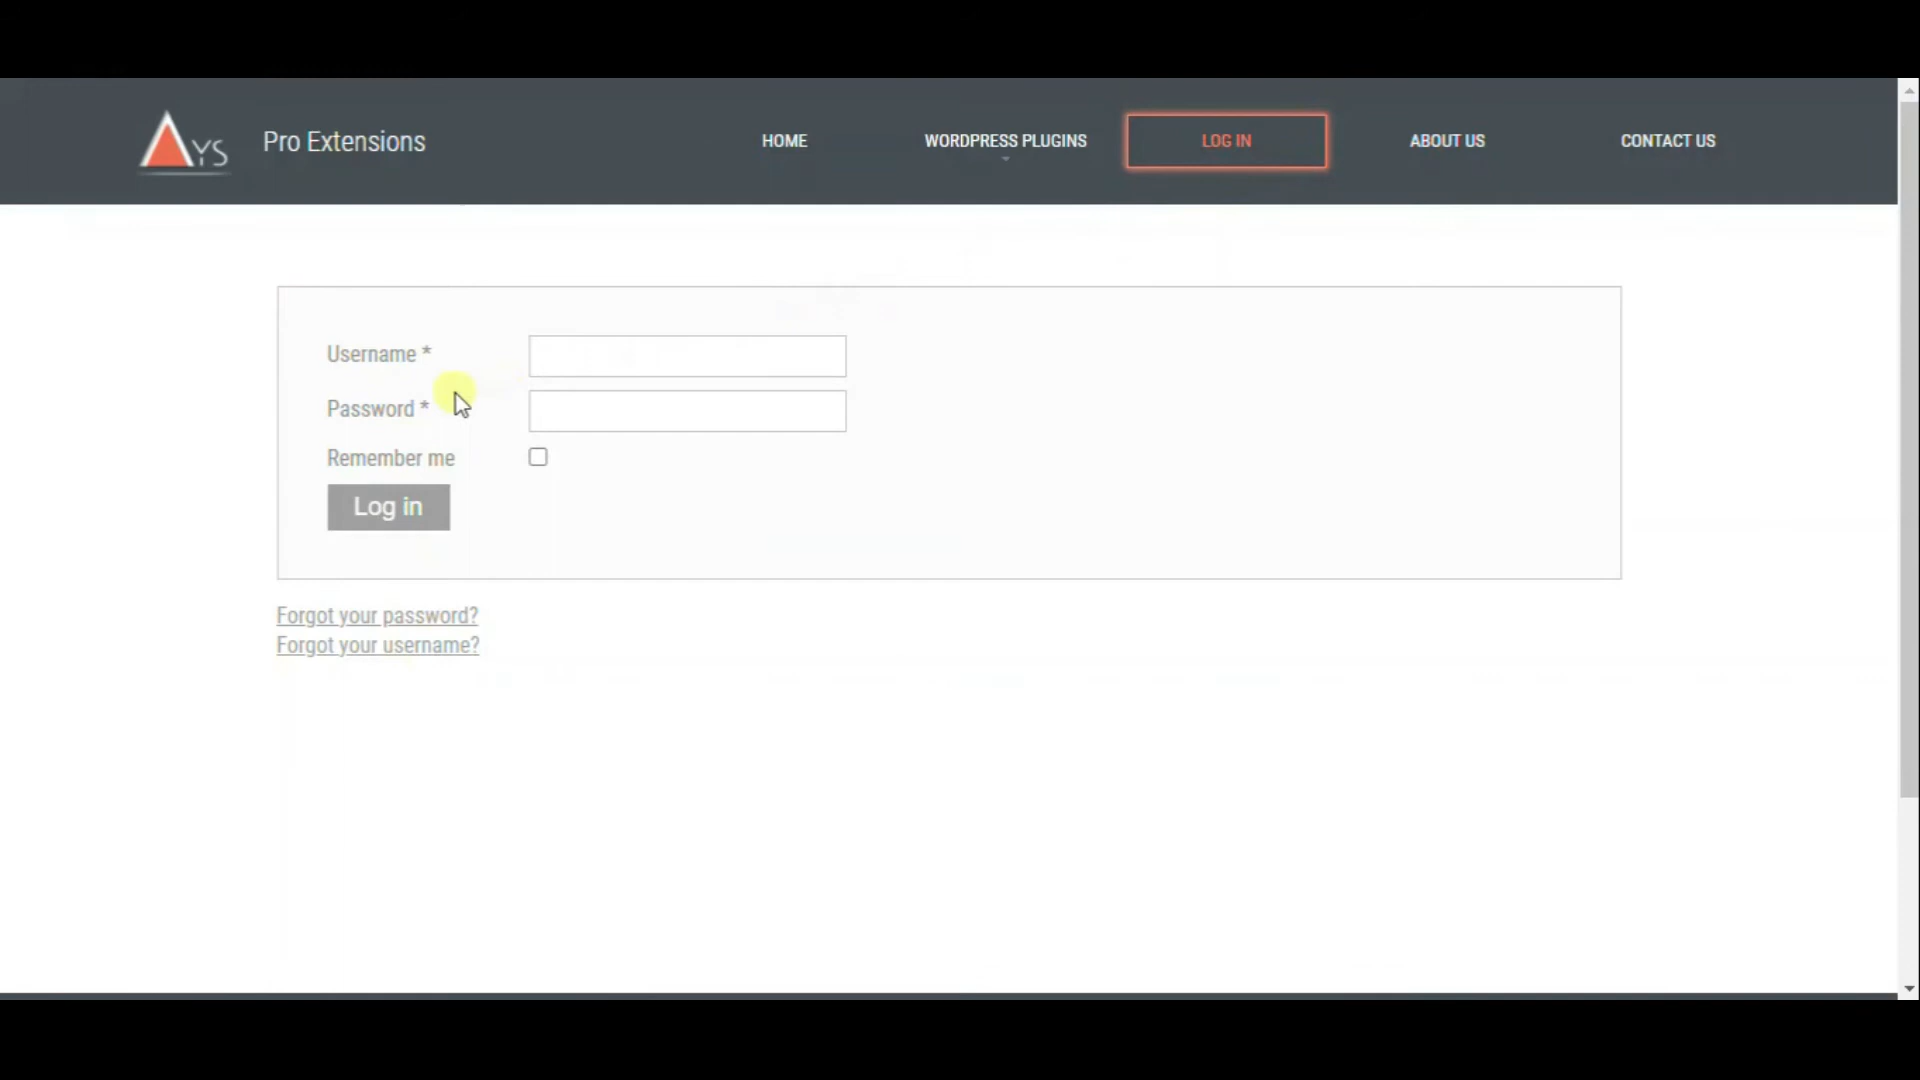 AYS Pro Extensions HOME WORDPRESS PLUGINS LOG IN ABOUT US CONTACT US
Username *
Password *
Remember me
Log in
Forgot your password?
Forgot your username?